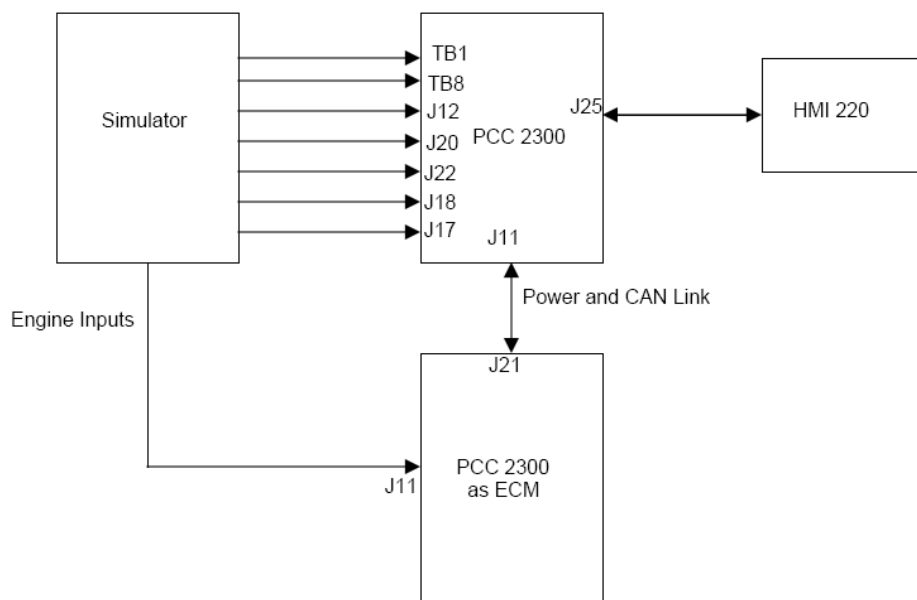 Simulator
TB1
TB8
J12
J20
J22
J18
J17
J25
PCC 2300
J11
HMI 220
Engine Inputs
Power and CAN Link
J21
J11
PCC 2300
as ECM